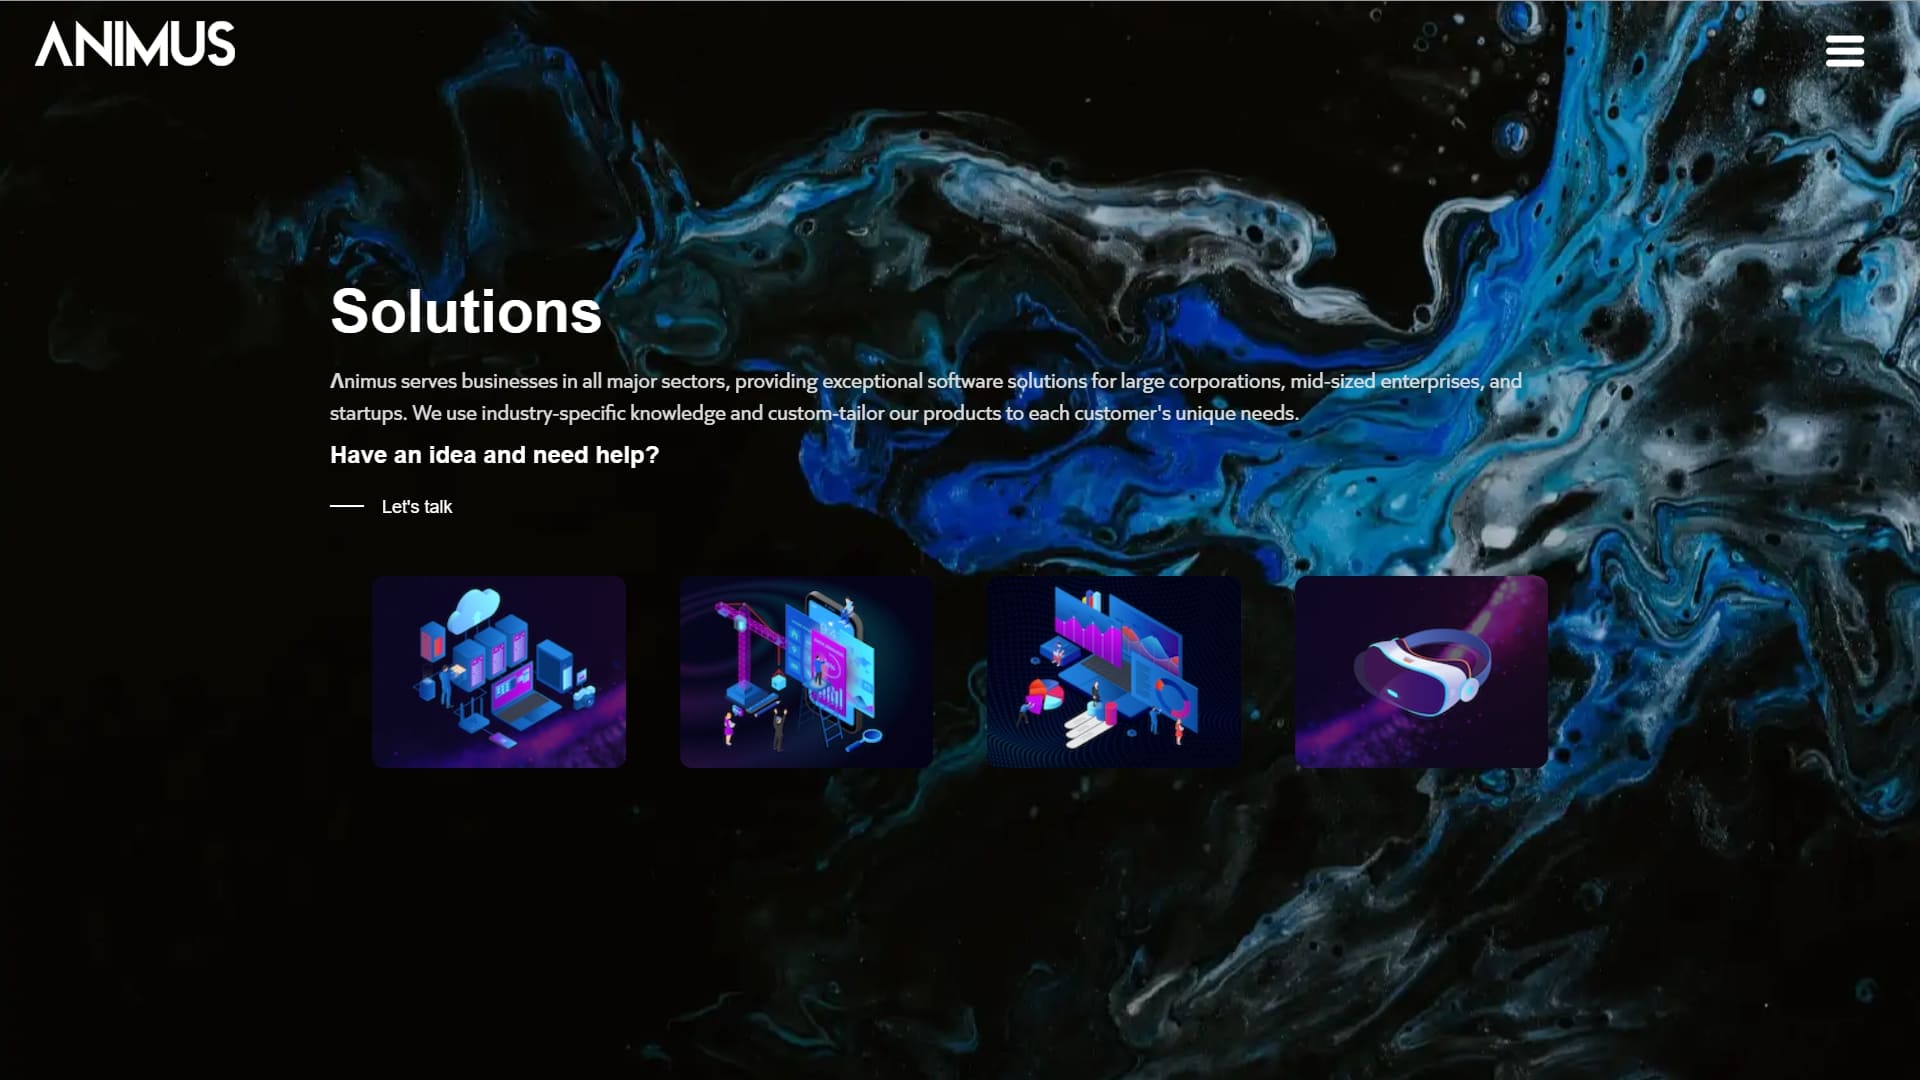 ANIMUS
Solutions
Animus serves businesses in all major sectors, providing exceptional software solutions for large corporations, mid-sized enterprises, and
startups. We use industry-specific knowledge and custom-tailor our products to each customer's unique needs.
Have an idea and need help?
Let's talk